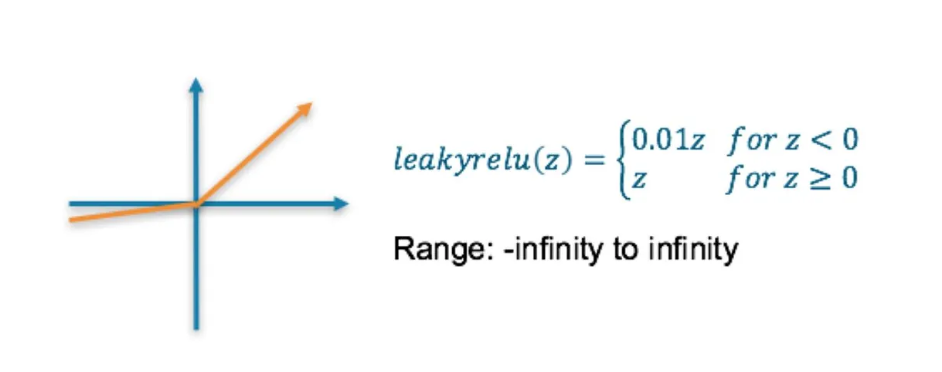 leakyrelu(z) = {0.01z for z < 0
z for z ≥ 0
Range: -infinity to infinity